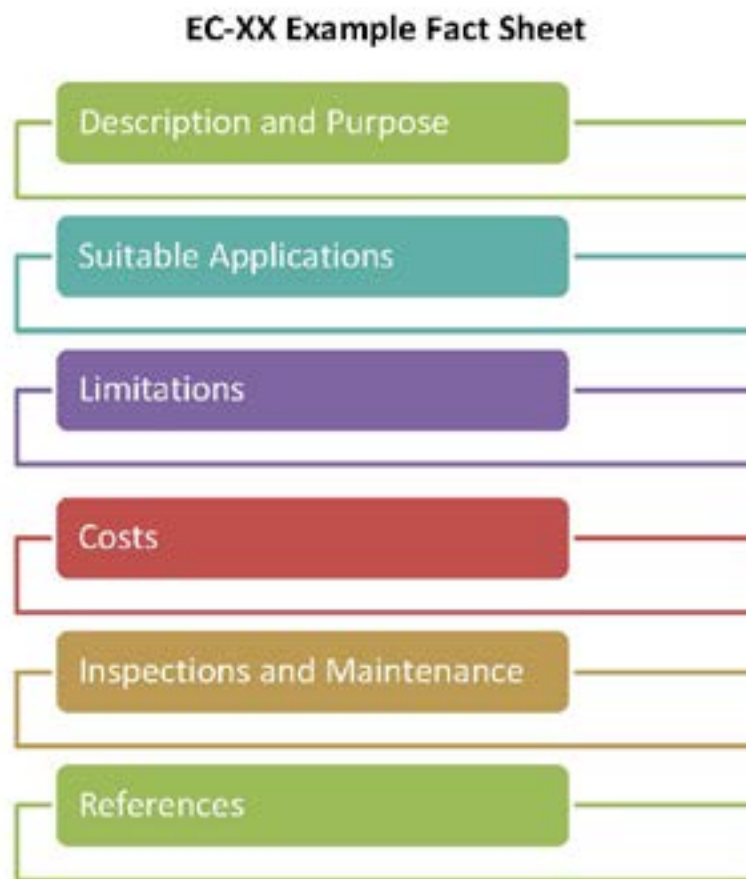 EC-XX Example Fact Sheet
Description and Purpose
Suitable Applications
Limitations
Costs
Inspections and Maintenance
References